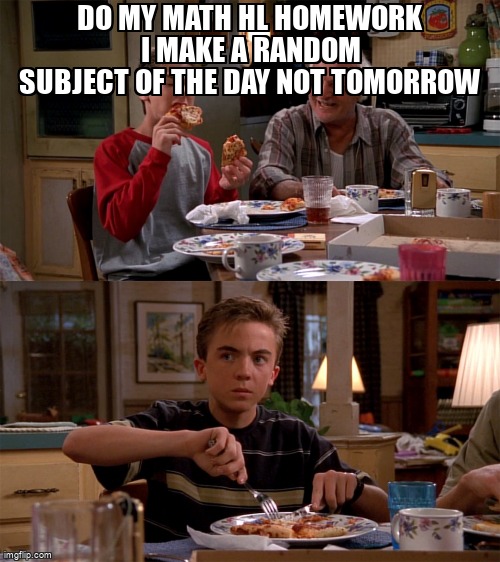 DO MY MATH HL HOMEWORK
I MAKE A RANDOM
SUBJECT OF THE DAY NOT TOMORROW
imgflip.com